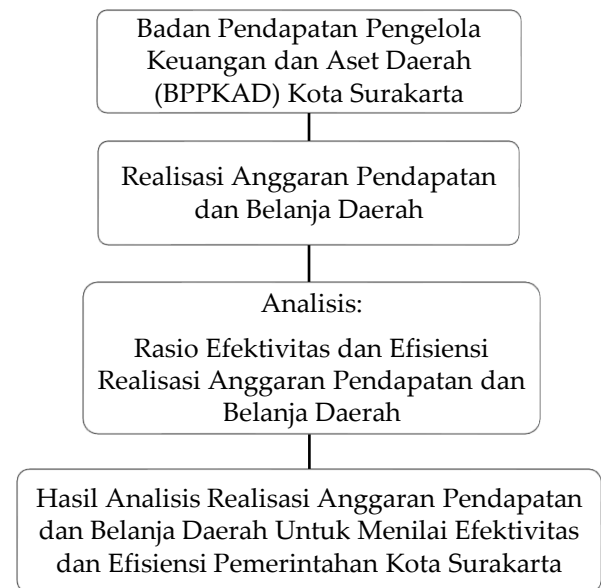 Badan Pendapatan Pengelola
Keuangan dan Aset Daerah
(BPPKAD) Kota Surakarta
Realisasi Anggaran Pendapatan
dan Belanja Daerah
Analisis:
Rasio Efektivitas dan Efisiensi
Realisasi Anggaran Pendapatan dan
Belanja Daerah
Hasil Analisis Realisasi Anggaran Pendapatan
dan Belanja Daerah Untuk Menilai Efektivitas
dan Efisiensi Pemerintahan Kota Surakarta